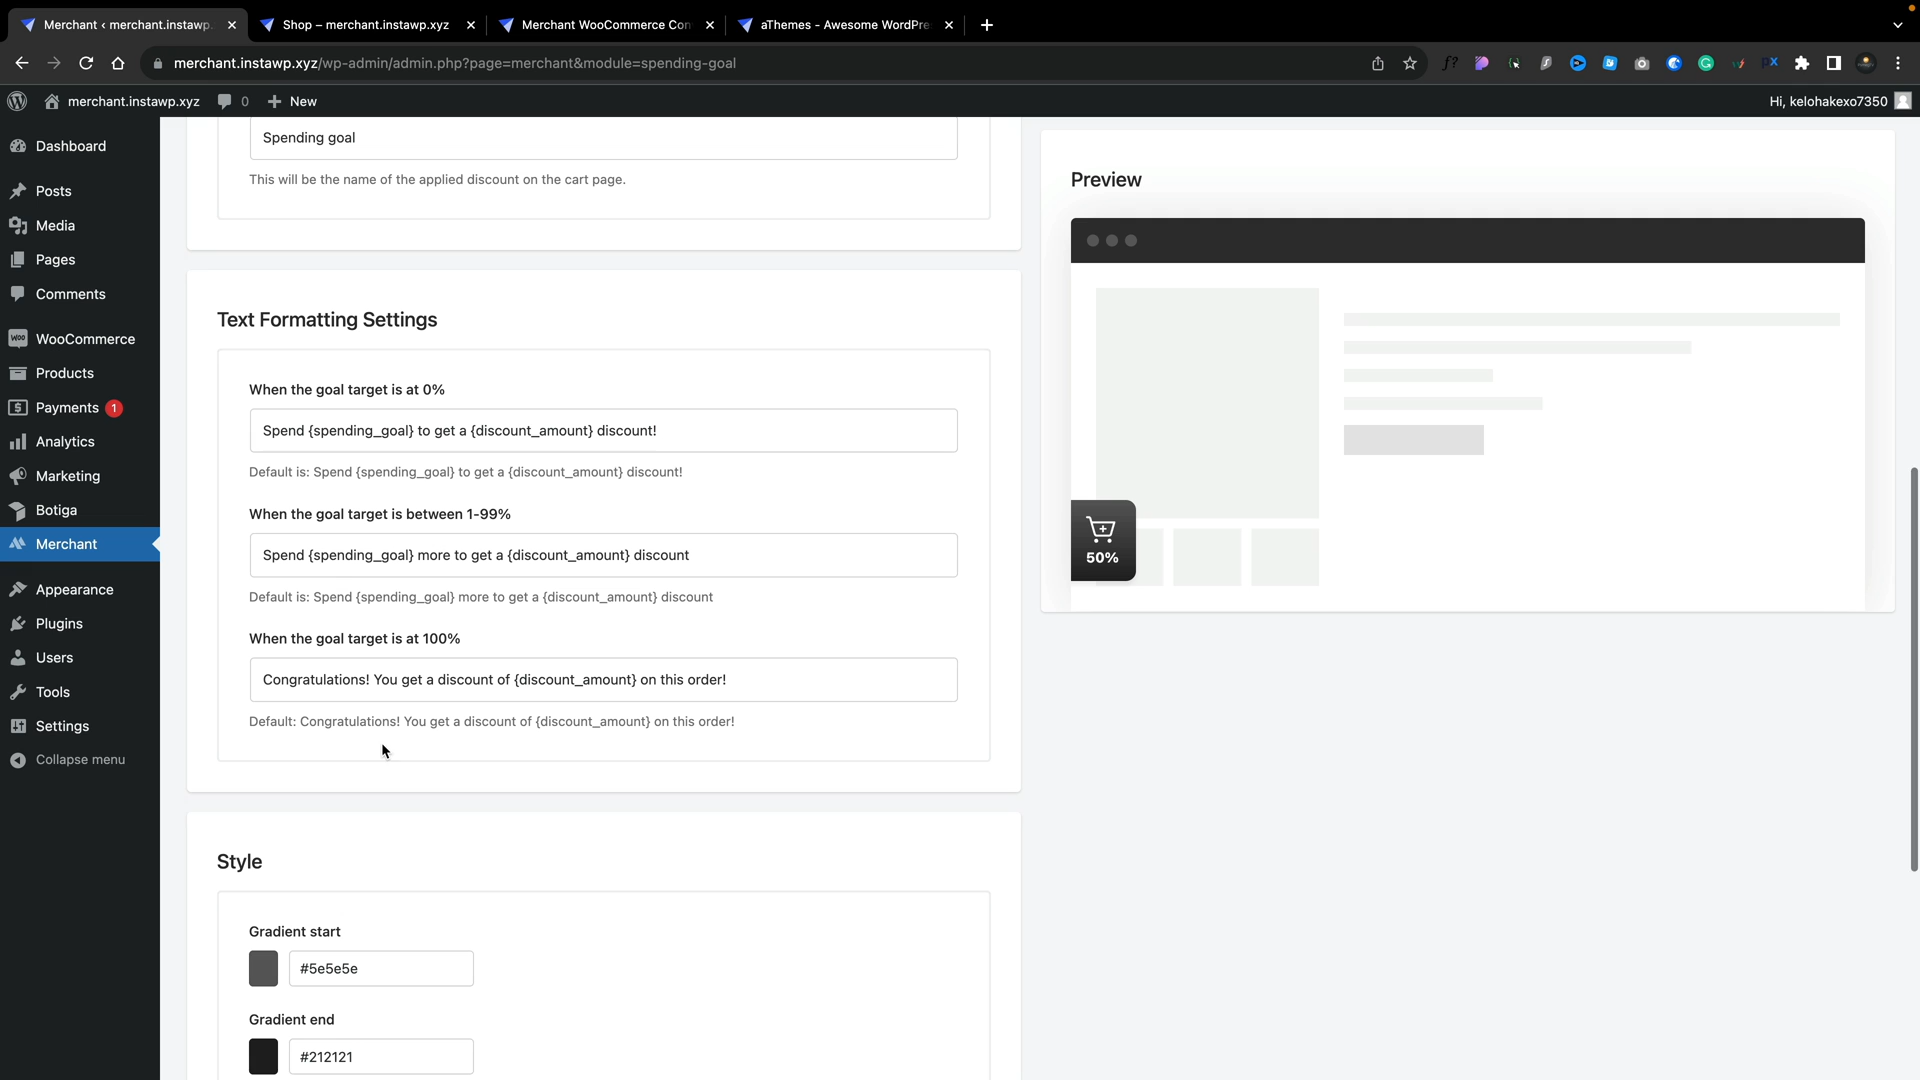 Merchant ‹ merchant.instawp.
Shop – merchant.instawp.xyz
Merchant WooCommerce Con
aThemes - Awesome WordPre
merchant.instawp.xyz/wp-admin/admin.php?page=merchant&module=spending-goal
merchant.instawp.xyz
0
New
Hi, kelohakexo7350
Dashboard
Posts
Media
Pages
Comments
WooCommerce
Products
Payments 1
Analytics
Marketing
Botiga
Merchant
Appearance
Plugins
Users
Tools
Settings
Collapse menu
Spending goal
This will be the name of the applied discount on the cart page.
Text Formatting Settings
When the goal target is at 0%
Spend {spending_goal} to get a {discount_amount} discount!
Default is: Spend {spending_goal} to get a {discount_amount} discount!
When the goal target is between 1-99%
Spend {spending_goal} more to get a {discount_amount} discount
Default is: Spend {spending_goal} more to get a {discount_amount} discount
When the goal target is at 100%
Congratulations! You get a discount of {discount_amount} on this order!
Default: Congratulations! You get a discount of {discount_amount} on this order!
Style
Gradient start
#5e5e5e
Gradient end
#212121
Preview
50%